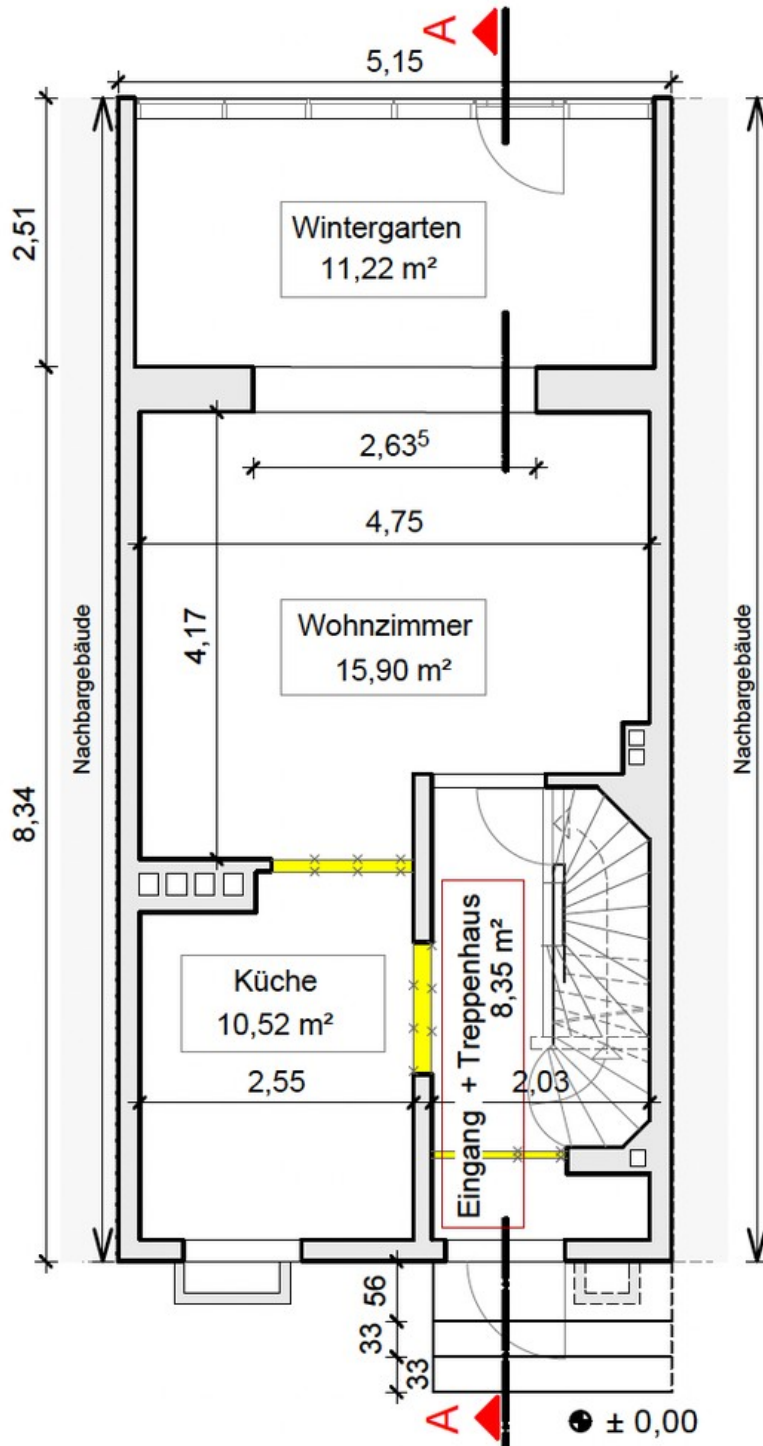 A
5,15
2,51
Wintergarten
11,22 m²
2,63⁵
4,75
Nachbargebäude
4,17
Wohnzimmer
15,90 m²
Nachbargebäude
8,34
Küche
10,52 m²
Eingang + Treppenhaus
8,35 m²
2,55
2,03
56
33
33
A
± 0,00